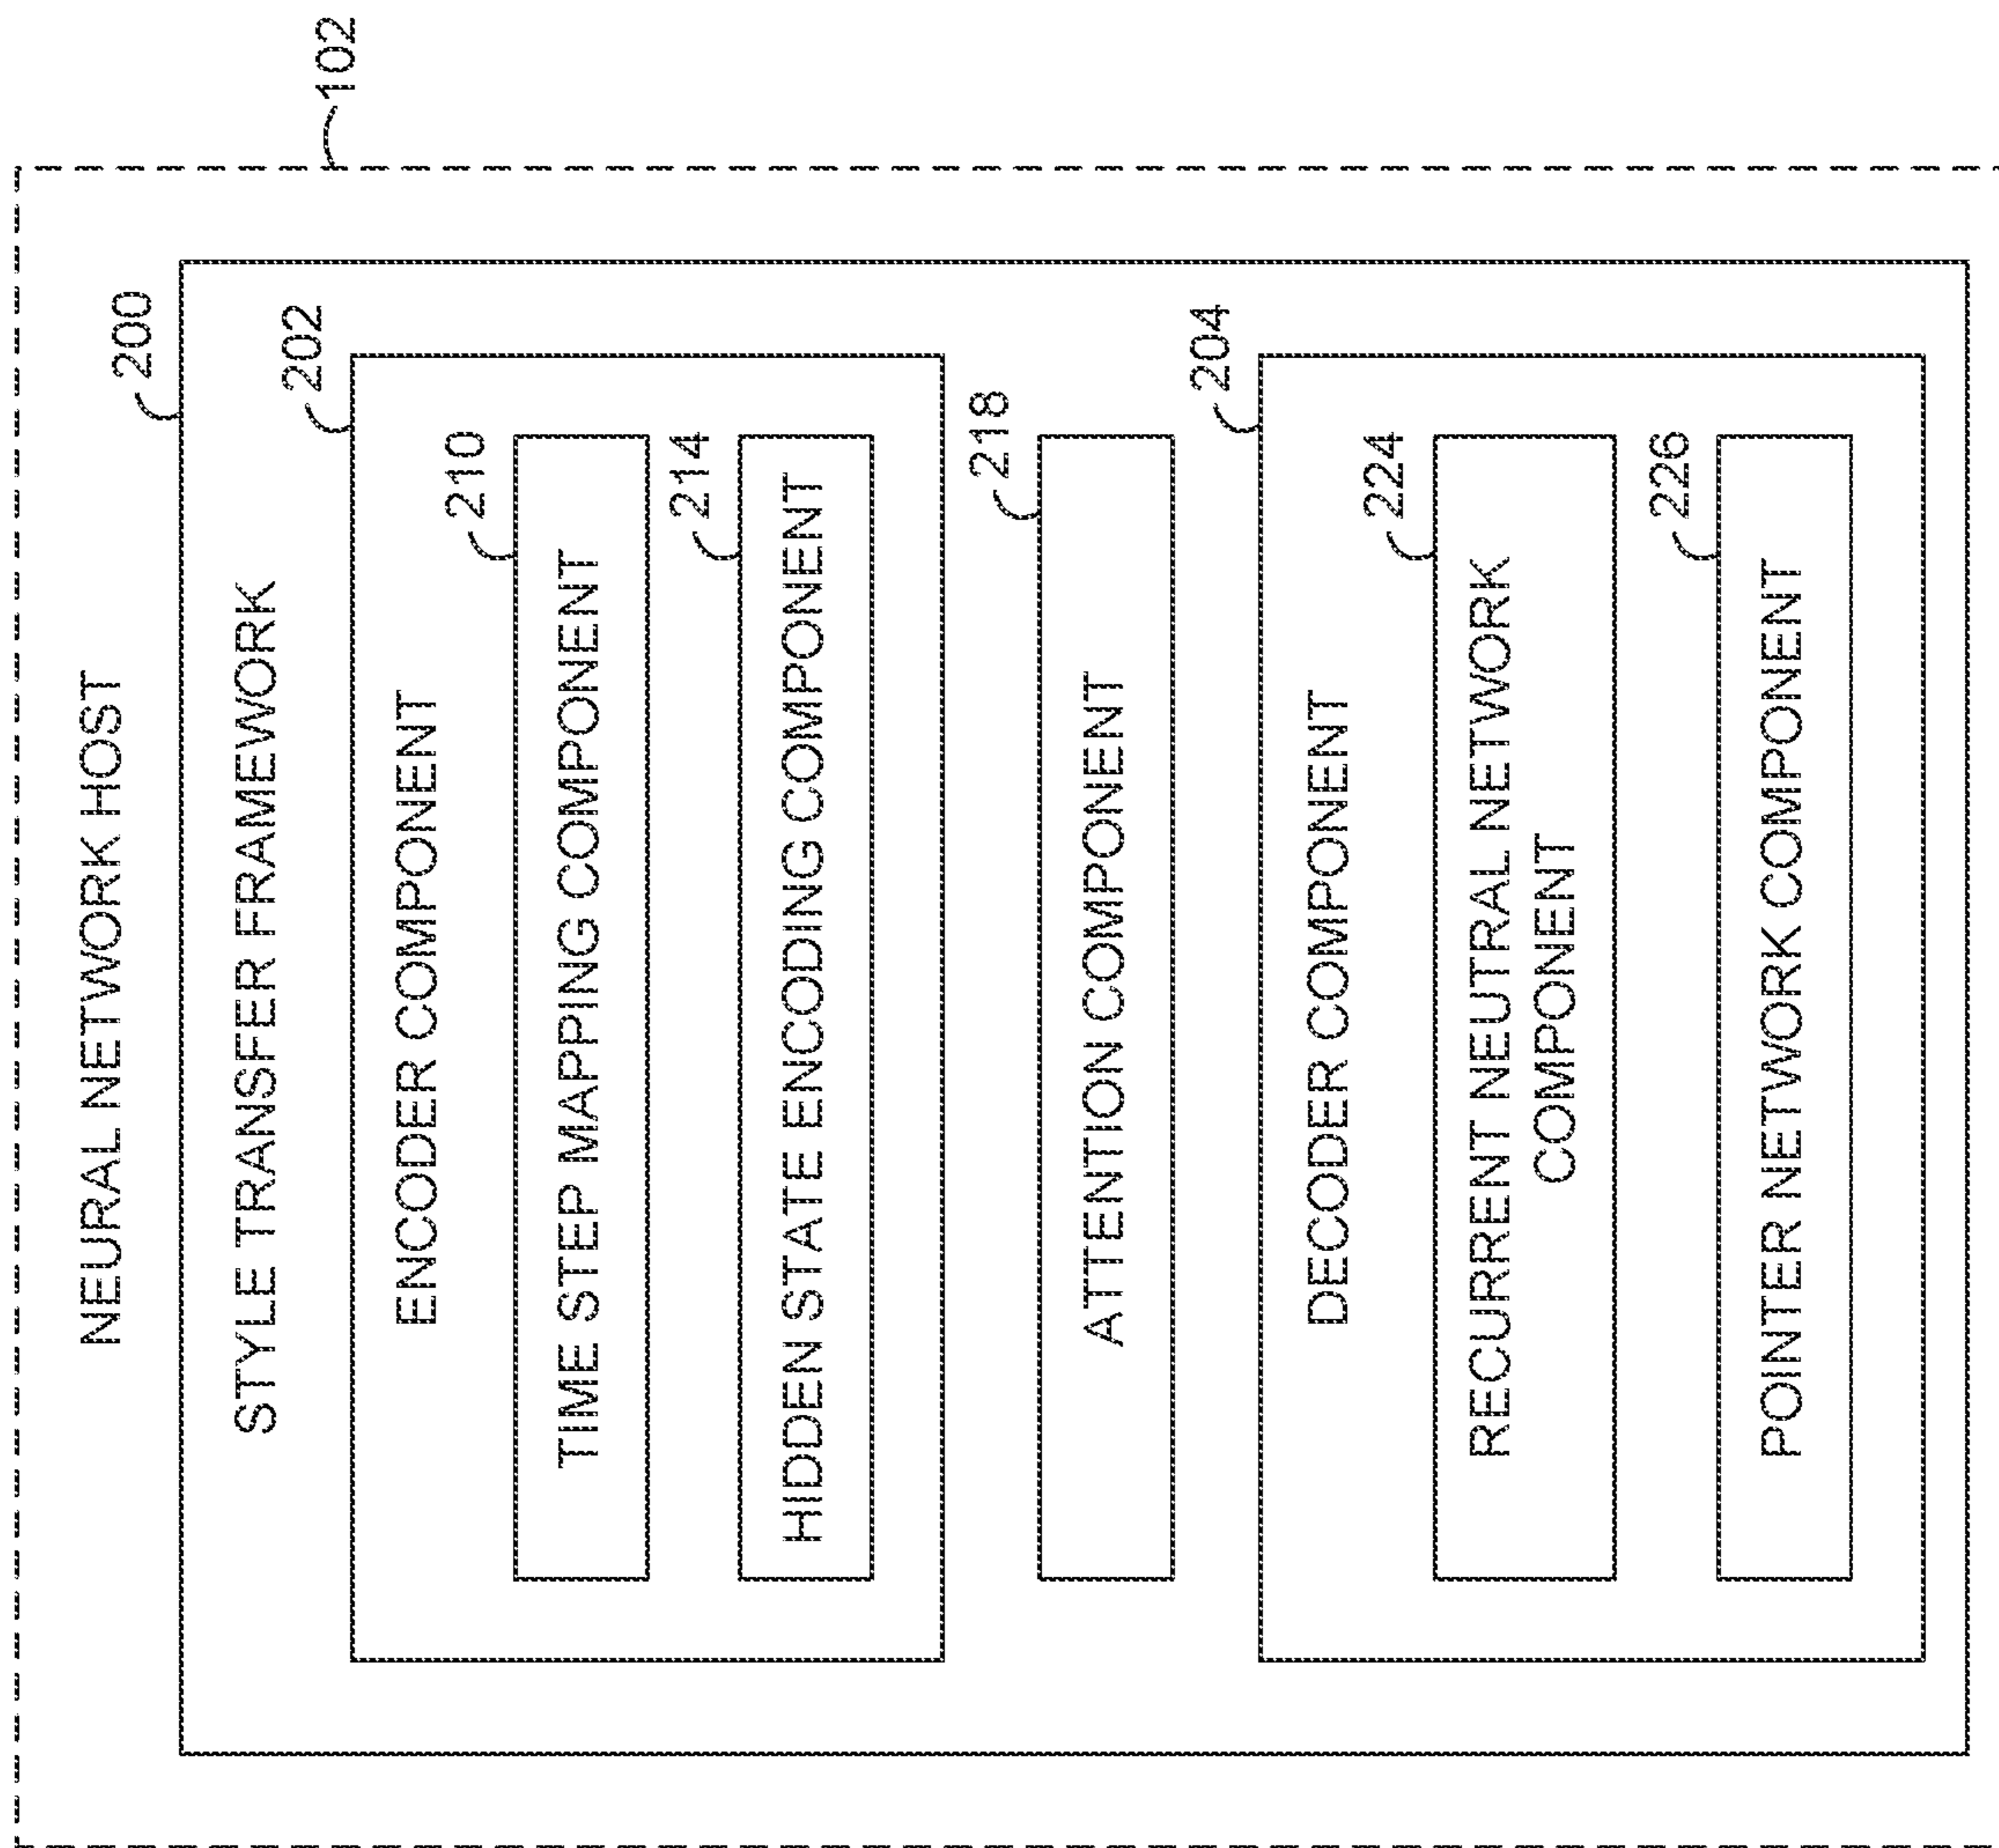 102
NEURAL NETWORK HOST
200
STYLE TRANSFER FRAMEWORK
202
ENCODER COMPONENT
210
TIME STEP MAPPING COMPONENT
214
HIDDEN STATE ENCODING COMPONENT
218
ATTENTION COMPONENT
204
DECODER COMPONENT
224
RECURRENT NEUTRAL NETWORK
COMPONENT
226
POINTER NETWORK COMPONENT